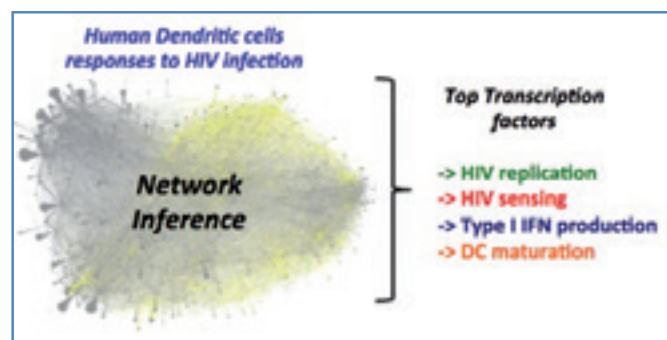 Human Dendritic cells
responses to HIV infection
Network
Inference
Top Transcription
factors
-> HIV replication
-> HIV sensing
-> Type I IFN production
-> DC maturation